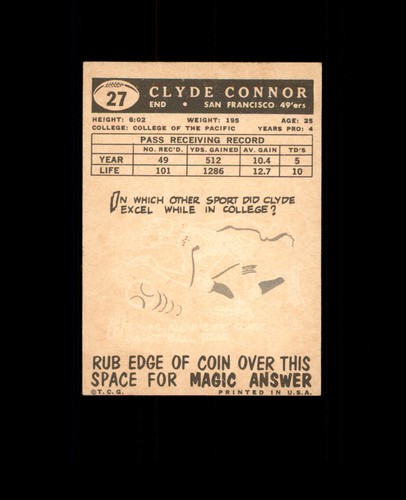 27
CLYDE CONNOR
END • SAN FRANCISCO 49'ers
HEIGHT: 6:02 WEIGHT: 195 AGE: 25
COLLEGE: COLLEGE OF THE PACIFIC YEARS PRO: 4
PASS RECEIVING RECORD
NO. REC'D. YDS. GAINED AV. GAIN TD'S
YEAR 49 512 10.4 5
LIFE 101 1286 12.7 10
IN WHICH OTHER SPORT DID CLYDE
EXCEL WHILE IN COLLEGE?
RUB EDGE OF COIN OVER THIS
SPACE FOR MAGIC ANSWER
©T.C.G. PRINTED IN U.S.A.